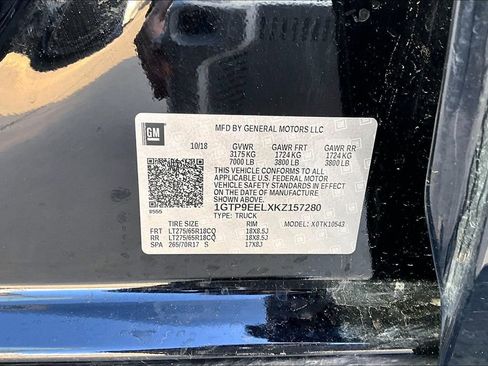 GM
MFD BY GENERAL MOTORS LLC
10/18 GVWR GAWR FRT GAWR RR
3175 KG 1724 KG 1724 KG
7000 LB 3800 LB 3800 LB
THIS VEHICLE CONFORMS TO ALL APPLICABLE
U.S. FEDERAL MOTOR VEHICLE SAFETY AND
THEFT PREVENTION STANDARDS IN EFFECT ON
THE DATE OF MANUFACTURE SHOWN ABOVE.
1GTP9EELXKZ157280
TYPE: TRUCK MODEL: X0TK10543
TIRE SIZE RIM
FRT LT275/65R18CQ 18X8.5J
RR LT275/65R18CQ 18X8.5J
SPA 265/70R17 S 17X8J